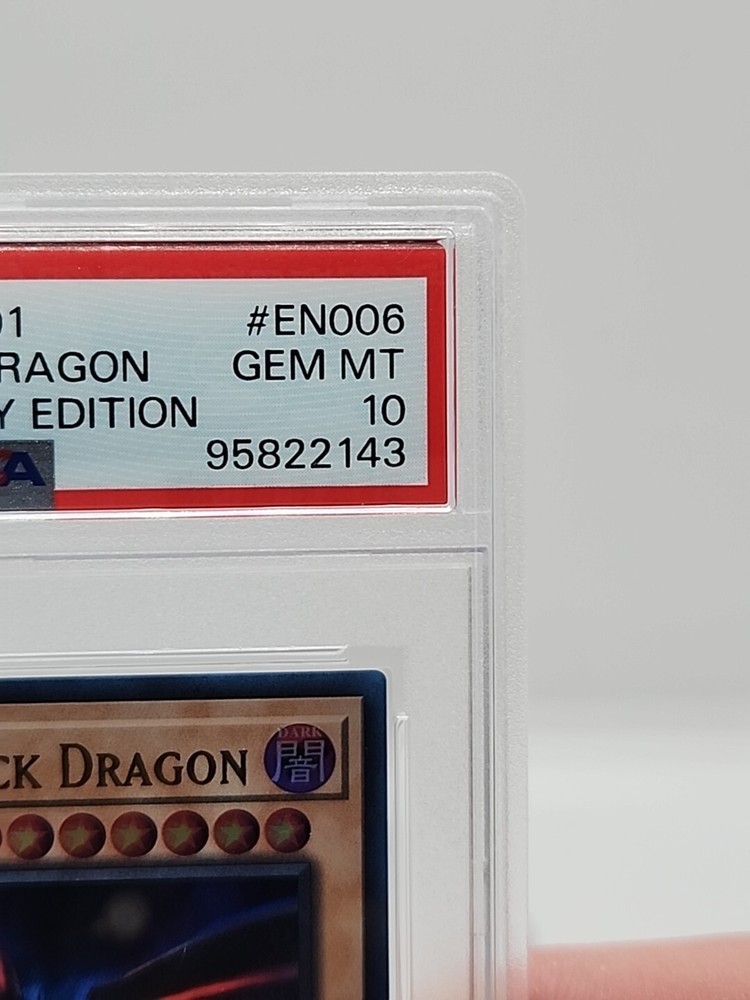 01 #EN006
RAGON GEM MT
Y EDITION 10
95822143
A
CK DRAGON
DARK
闇